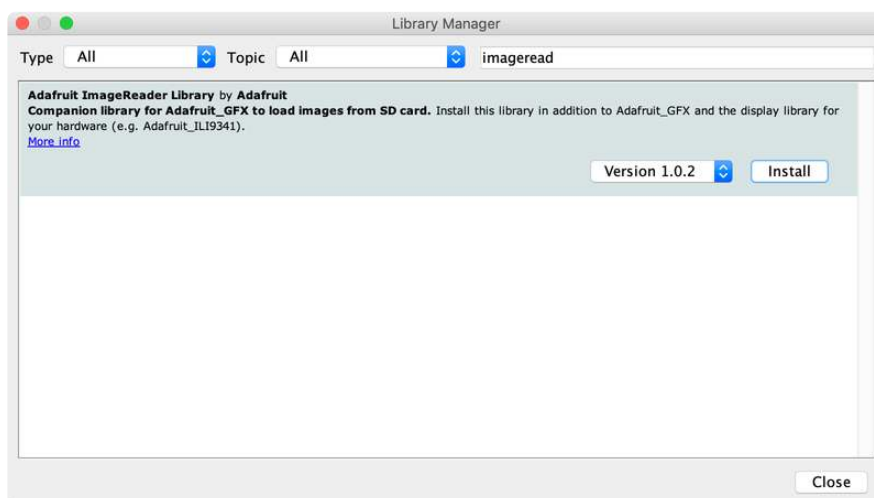 Library Manager
Type All Topic All imageread
Adafruit ImageReader Library by Adafruit
Companion library for Adafruit_GFX to load images from SD card. Install this library in addition to Adafruit_GFX and the display library for
your hardware (e.g. Adafruit_ILI9341).
More info
Version 1.0.2 Install
Close